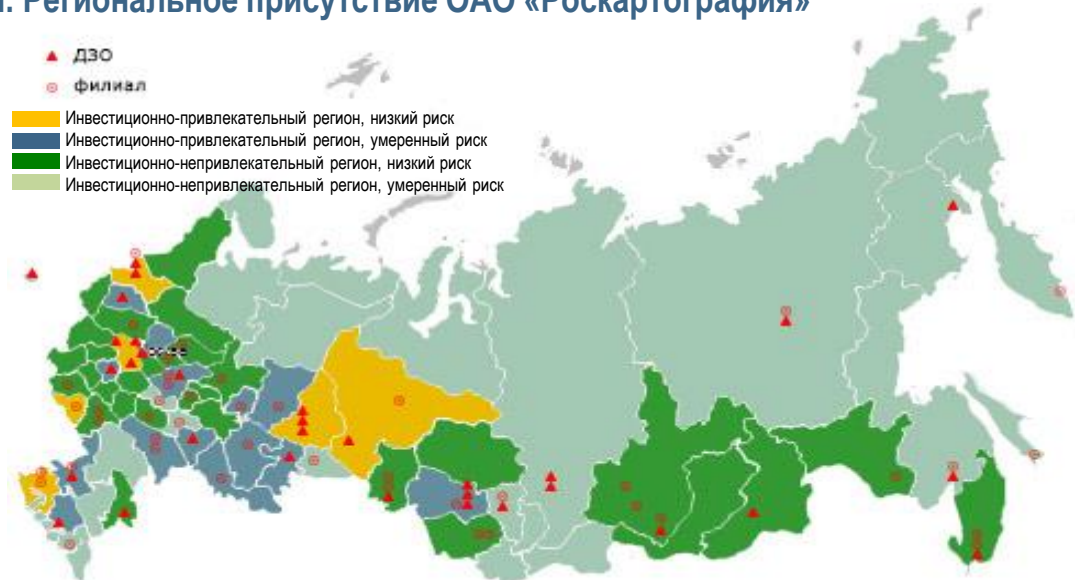 . Региональное присутствие ОАО «Роскартография»
ДЗО
филиал
Инвестиционно-привлекательный регион, низкий риск
Инвестиционно-привлекательный регион, умеренный риск
Инвестиционно-непривлекательный регион, низкий риск
Инвестиционно-непривлекательный регион, умеренный риск